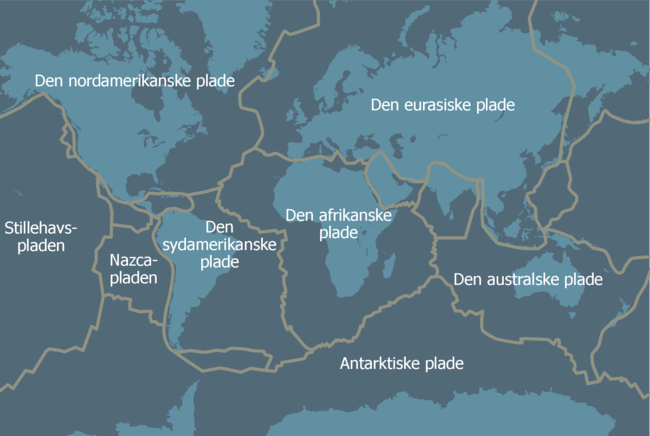 Den nordamerikanske plade
Den eurasiske plade
Stillehavs-
pladen
Nazca-
pladen
Den
sydamerikanske
plade
Den afrikanske
plade
Den australske plade
Antarktiske plade